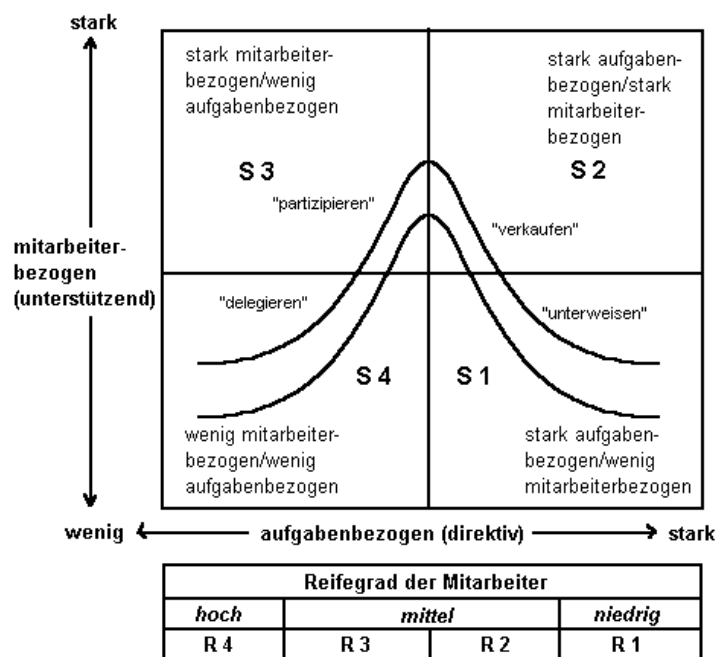 stark
stark mitarbeiter-
bezogen/wenig
aufgabenbezogen
stark aufgaben-
bezogen/stark
mitarbeiter-
bezogen
S 3
S 2
"partizipieren"
"verkaufen"
mitarbeiter-
bezogen
(unterstützend)
"delegieren"
"unterweisen"
S 4
S 1
wenig mitarbeiter-
bezogen/wenig
aufgabenbezogen
stark aufgaben-
bezogen/wenig
mitarbeiterbezogen
wenig
aufgabenbezogen (direktiv)
stark
Reifegrad der Mitarbeiter
hoch mittel niedrig
R 4 R 3 R 2 R 1